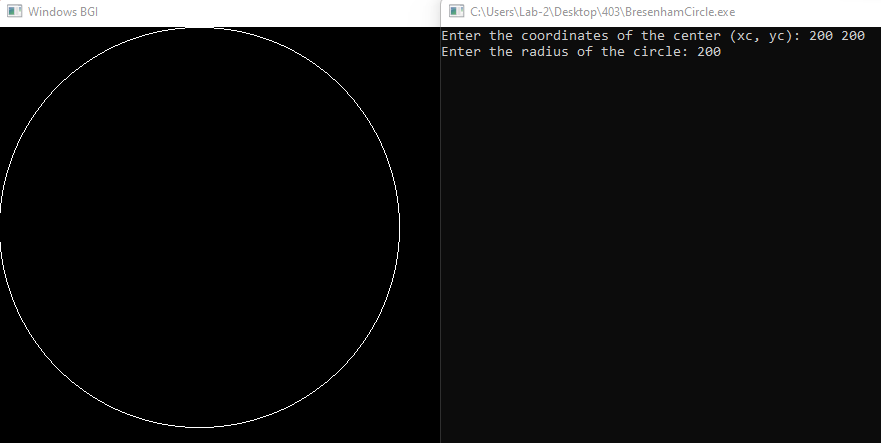 Windows BGI
C:\Users\Lab-2\Desktop\403\BresenhamCircle.exe
Enter the coordinates of the center (xc, yc): 200 200
Enter the radius of the circle: 200